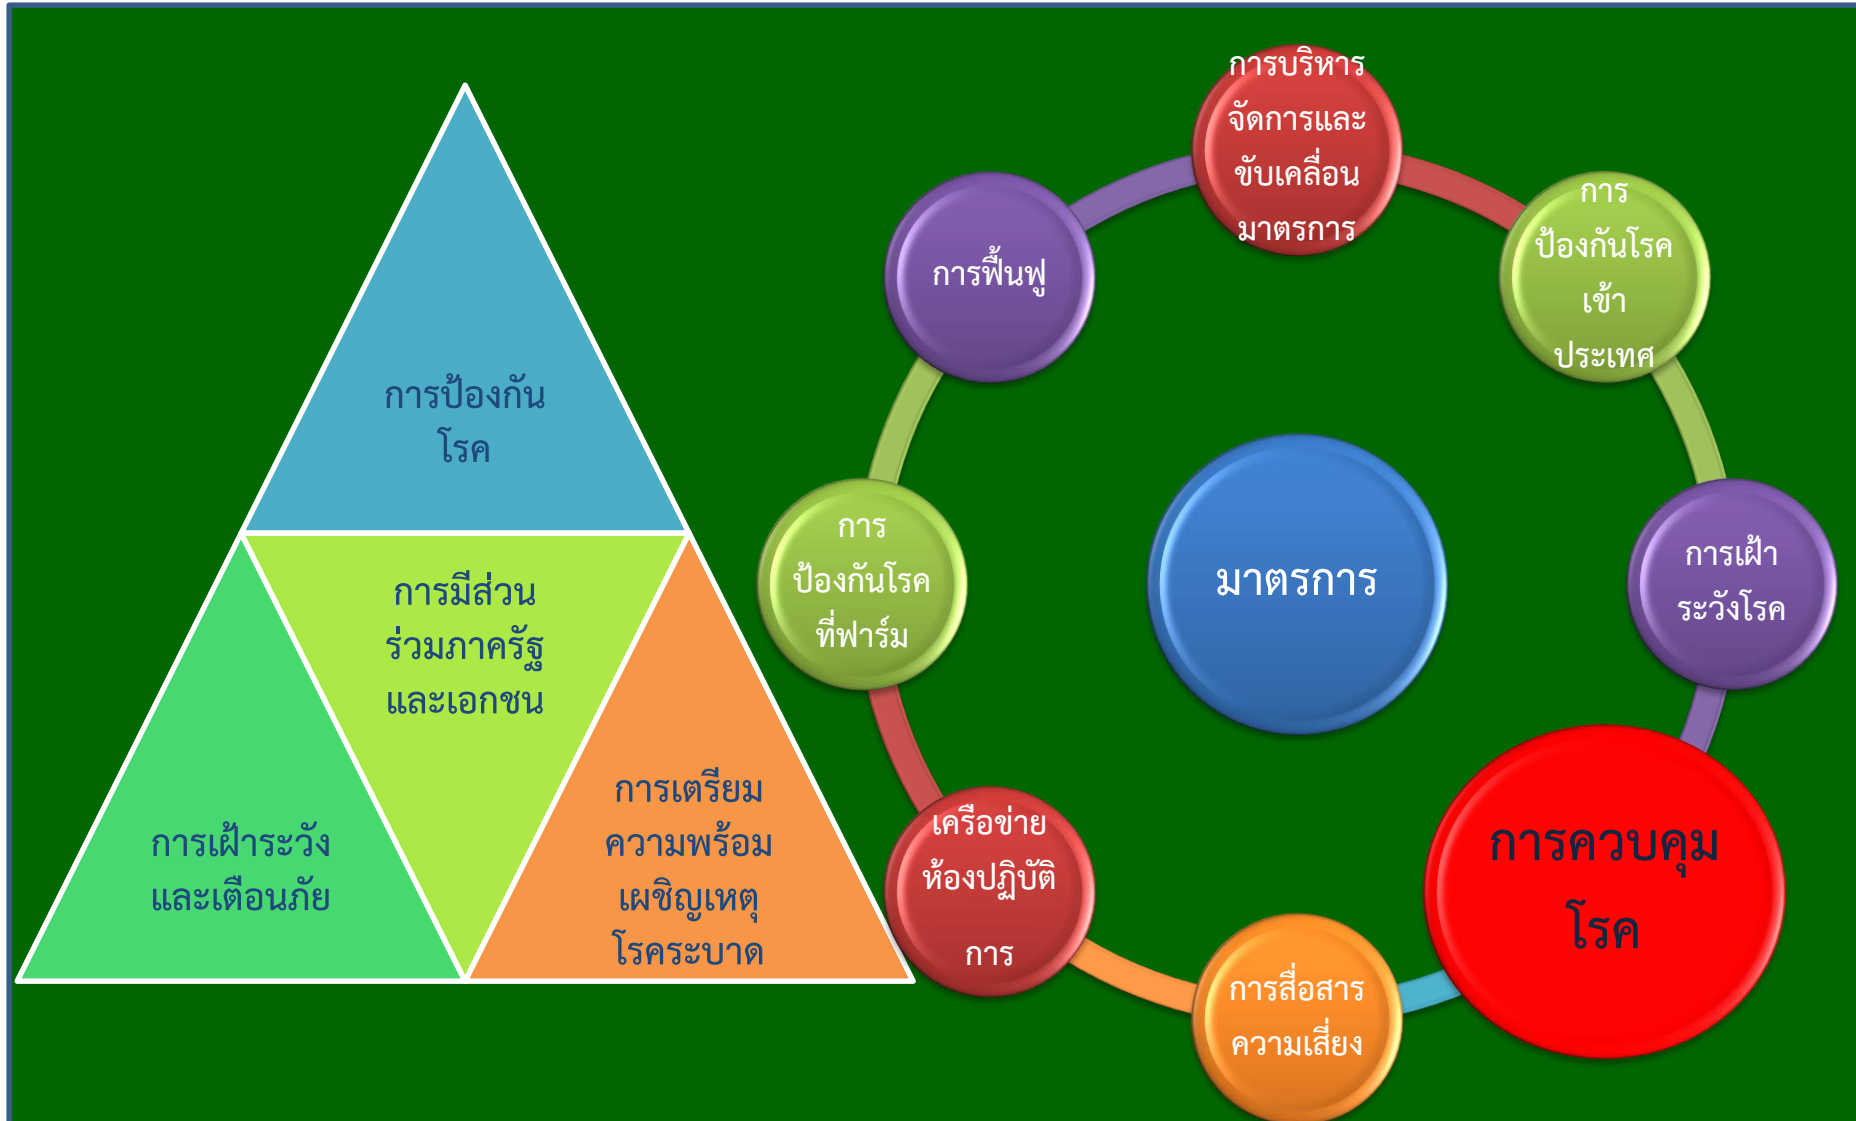 การป้องกัน
โรค
การมีส่วน
ร่วมภาครัฐ
และเอกชน
การเฝ้าระวัง
และเตือนภัย
การเตรียม
ความพร้อม
เผชิญเหตุ
โรคระบาด
การบริหาร
จัดการและ
ขับเคลื่อน
มาตรการ
การ
ป้องกันโรค
เข้า
ประเทศ
การเฝ้า
ระวังโรค
การควบคุม
โรค
การสื่อสาร
ความเสี่ยง
เครือข่าย
ห้องปฏิบัติ
การ
การ
ป้องกันโรค
ที่ฟาร์ม
การฟื้นฟู
มาตรการ